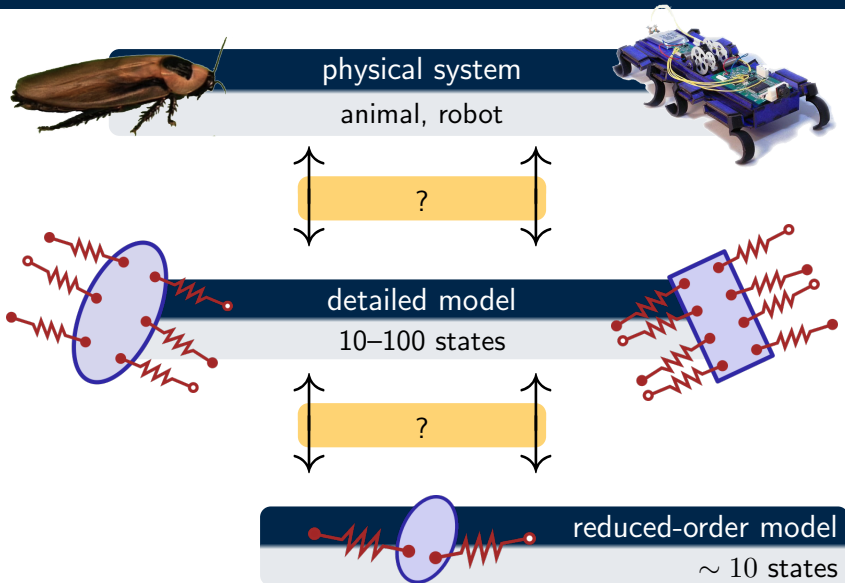 physical system
animal, robot
?
detailed model
10–100 states
?
reduced-order model
∼ 10 states